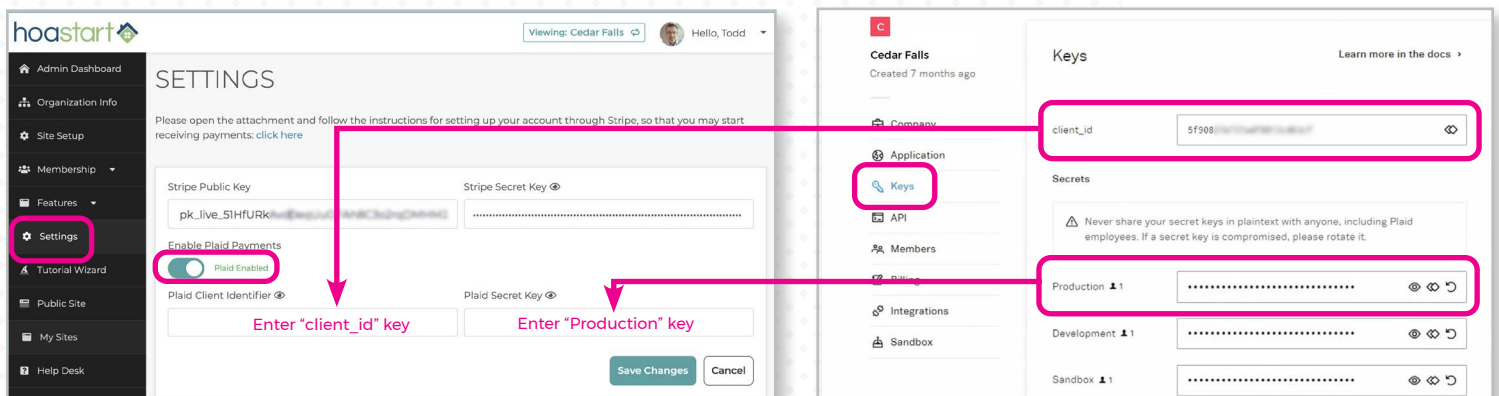 hoastart
Viewing: Cedar Falls
Hello, Todd
Admin Dashboard
Organization Info
Site Setup
Membership
Features
Settings
Tutorial Wizard
Public Site
My Sites
Help Desk
SETTINGS
Please open the attachment and follow the instructions for setting up your account through Stripe, so that you may start
receiving payments: click here
Stripe Public Key
Stripe Secret Key
pk_live_51HfURk
Enable Plaid Payments
Plaid Enabled
Plaid Client Identifier
Plaid Secret Key
Enter “client_id” key
Enter “Production” key
Save Changes
Cancel
C
Cedar Falls
Created 7 months ago
Company
Application
Keys
API
Members
Billing
Integrations
Sandbox
Keys
Learn more in the docs
client_id
5f908
Secrets
Never share your secret keys in plaintext with anyone, including Plaid
employees. If a secret key is compromised, please rotate it.
Production 1
Development 1
Sandbox 1